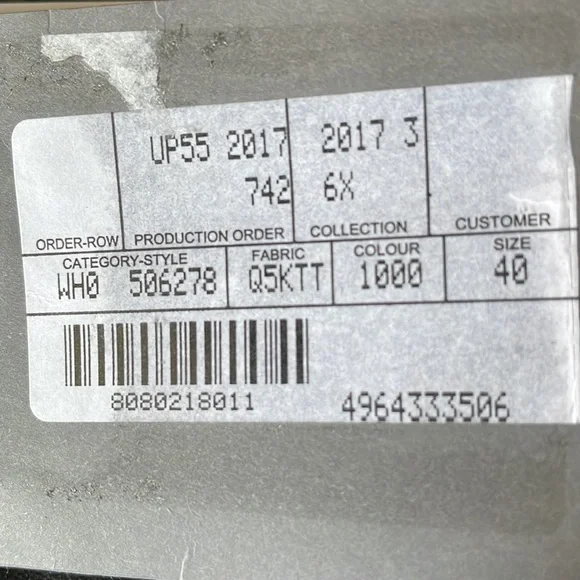 UP55 2017 2017 3
742 6X
ORDER-ROW PRODUCTION ORDER COLLECTION CUSTOMER
CATEGORY-STYLE FABRIC COLOUR SIZE
WH0 506278 Q5KTT 1000 40
8080218011 4964333506